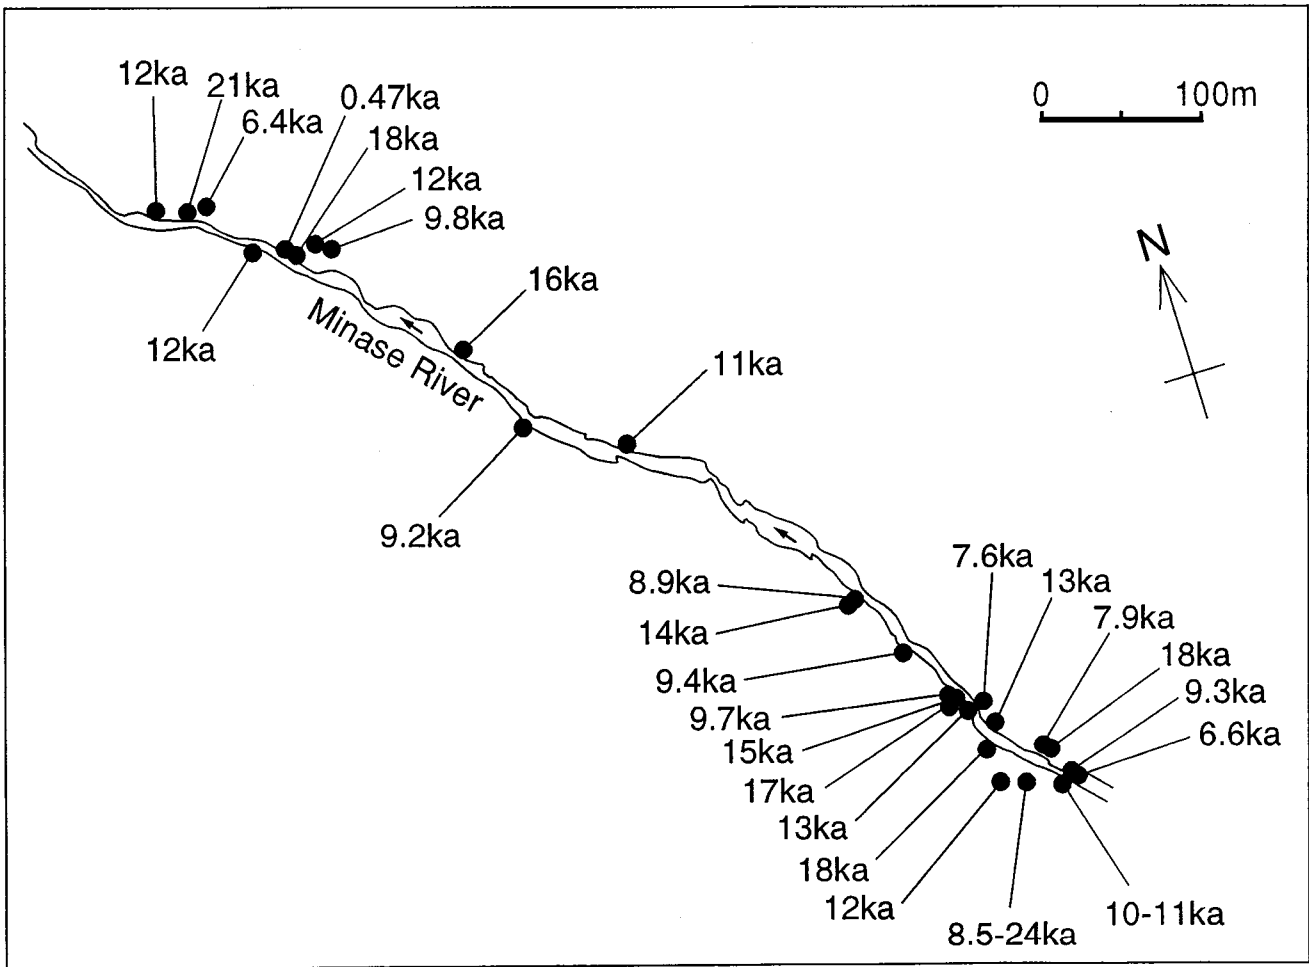 12ka
21ka
6.4ka
0.47ka
18ka
12ka
9.8ka
0 100m
N
16ka
12ka
Minase River
11ka
9.2ka
7.6ka
13ka
7.9ka
18ka
9.3ka
6.6ka
8.9ka
14ka
9.4ka
9.7ka
15ka
17ka
13ka
18ka
12ka
8.5-24ka
10-11ka